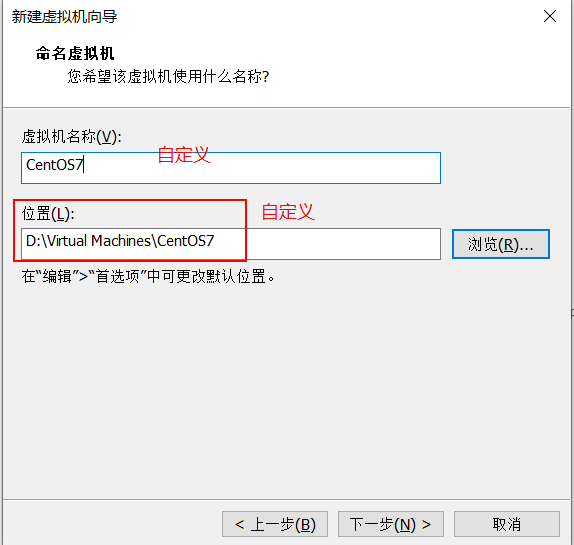 新建虚拟机向导
命名虚拟机
您希望该虚拟机使用什么名称?
虚拟机名称(V):
自定义
CentOS7
位置(L):
自定义
D:\Virtual Machines\CentOS7
浏览(R)...
在“编辑”>“首选项”中可更改默认位置。
< 上一步(B)
下一步(N) >
取消